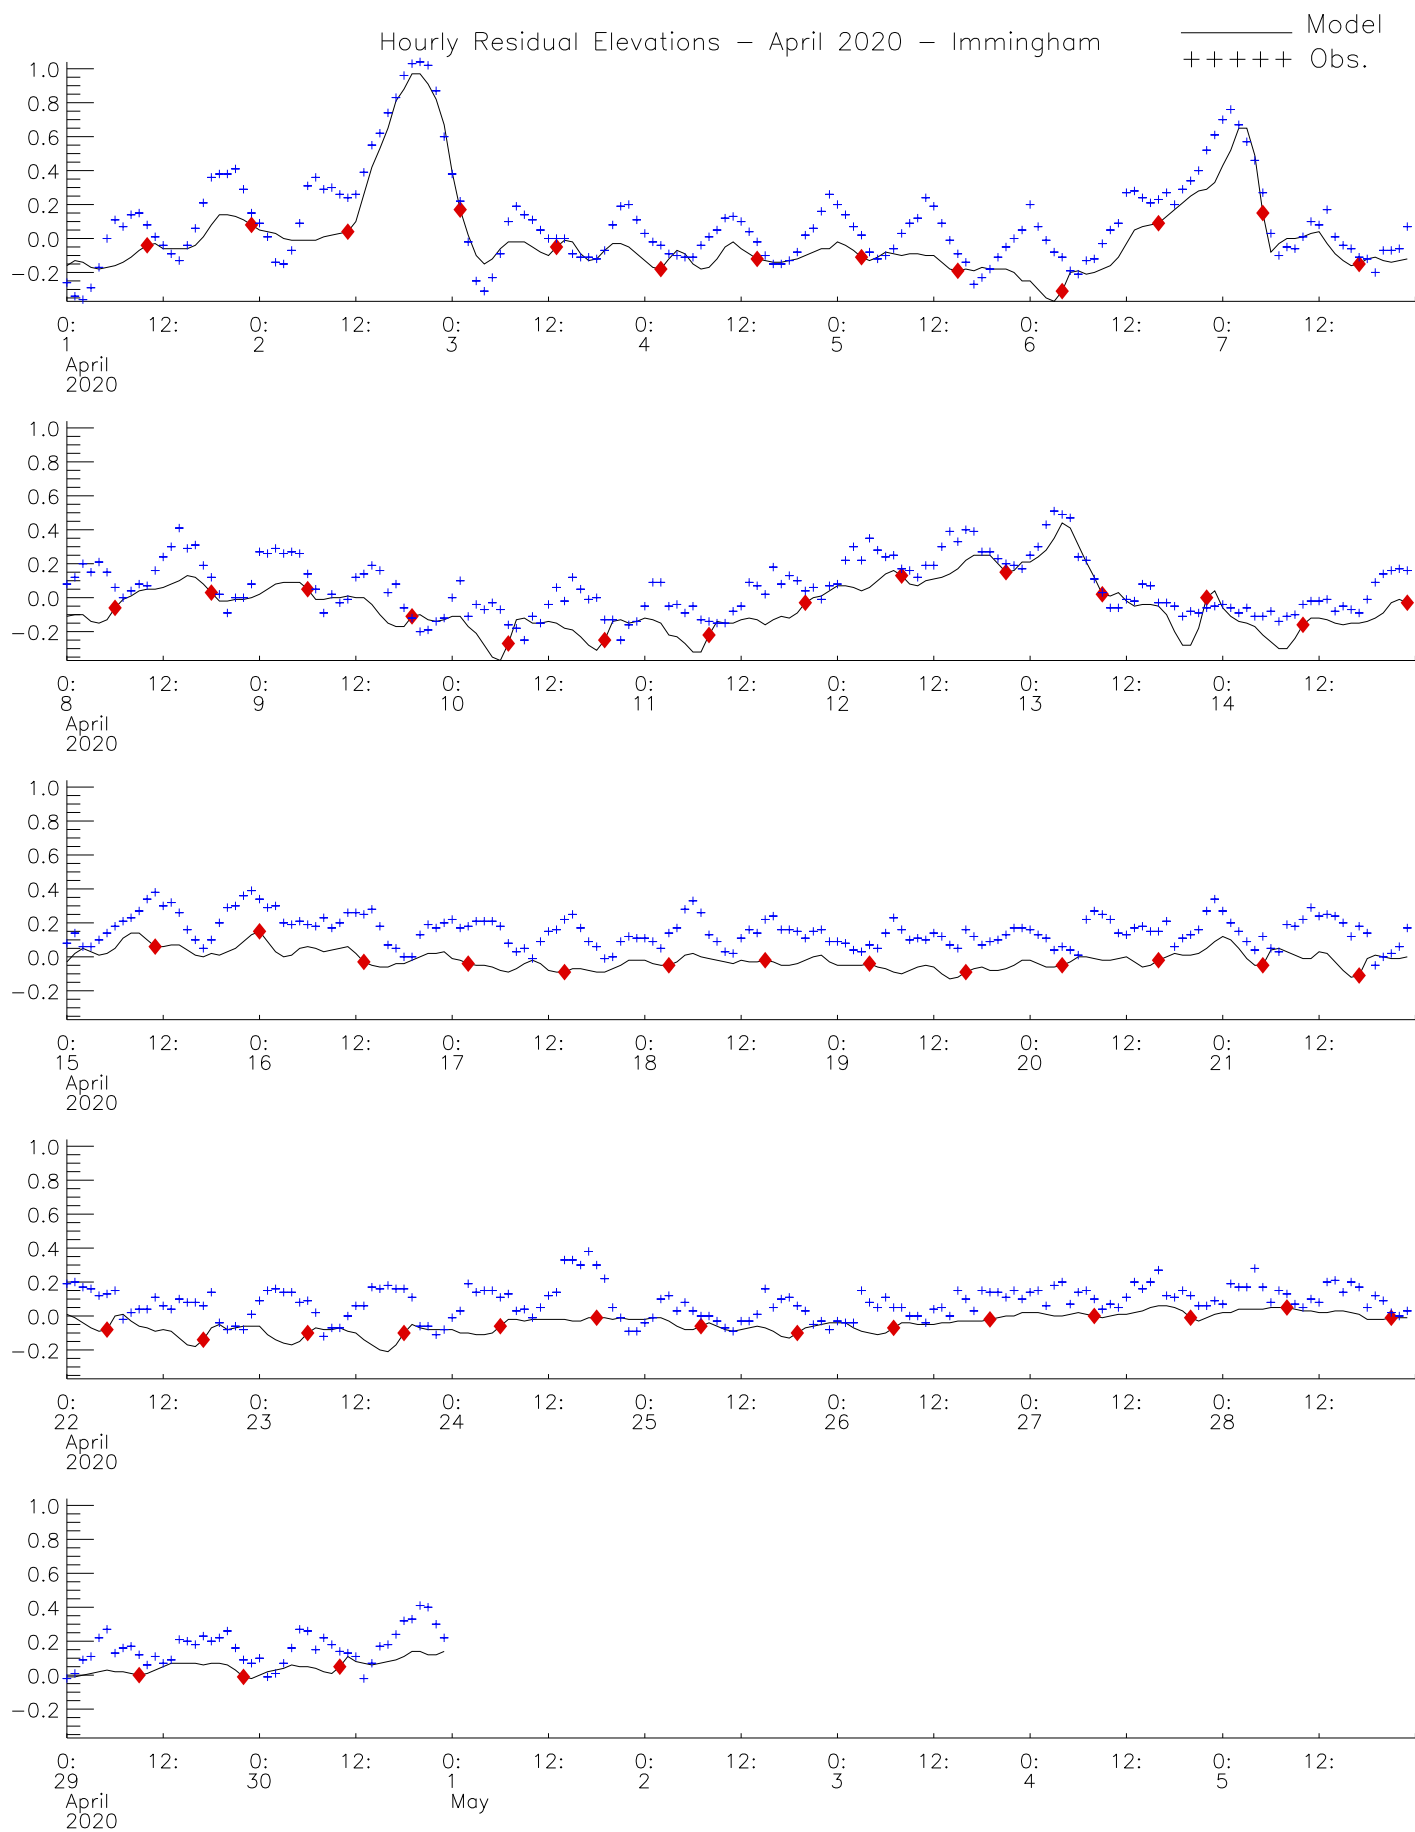 Hourly Residual Elevations − April 2020 − Immingham
Model
+++++ Obs.
1.0
0.8
0.6
0.4
0.2
0.0
−0.2
0: 12: 0: 12: 0: 12: 0: 12: 0: 12: 0: 12: 0: 12:
1 2 3 4 5 6 7
April
2020
1.0
0.8
0.6
0.4
0.2
0.0
−0.2
0: 12: 0: 12: 0: 12: 0: 12: 0: 12: 0: 12: 0: 12:
8 9 10 11 12 13 14
April
2020
1.0
0.8
0.6
0.4
0.2
0.0
−0.2
0: 12: 0: 12: 0: 12: 0: 12: 0: 12: 0: 12: 0: 12:
15 16 17 18 19 20 21
April
2020
1.0
0.8
0.6
0.4
0.2
0.0
−0.2
0: 12: 0: 12: 0: 12: 0: 12: 0: 12: 0: 12: 0: 12:
22 23 24 25 26 27 28
April
2020
1.0
0.8
0.6
0.4
0.2
0.0
−0.2
0: 12: 0: 12: 0: 12: 0: 12: 0: 12: 0: 12: 0: 12:
29 30 1 2 3 4 5
April May
2020